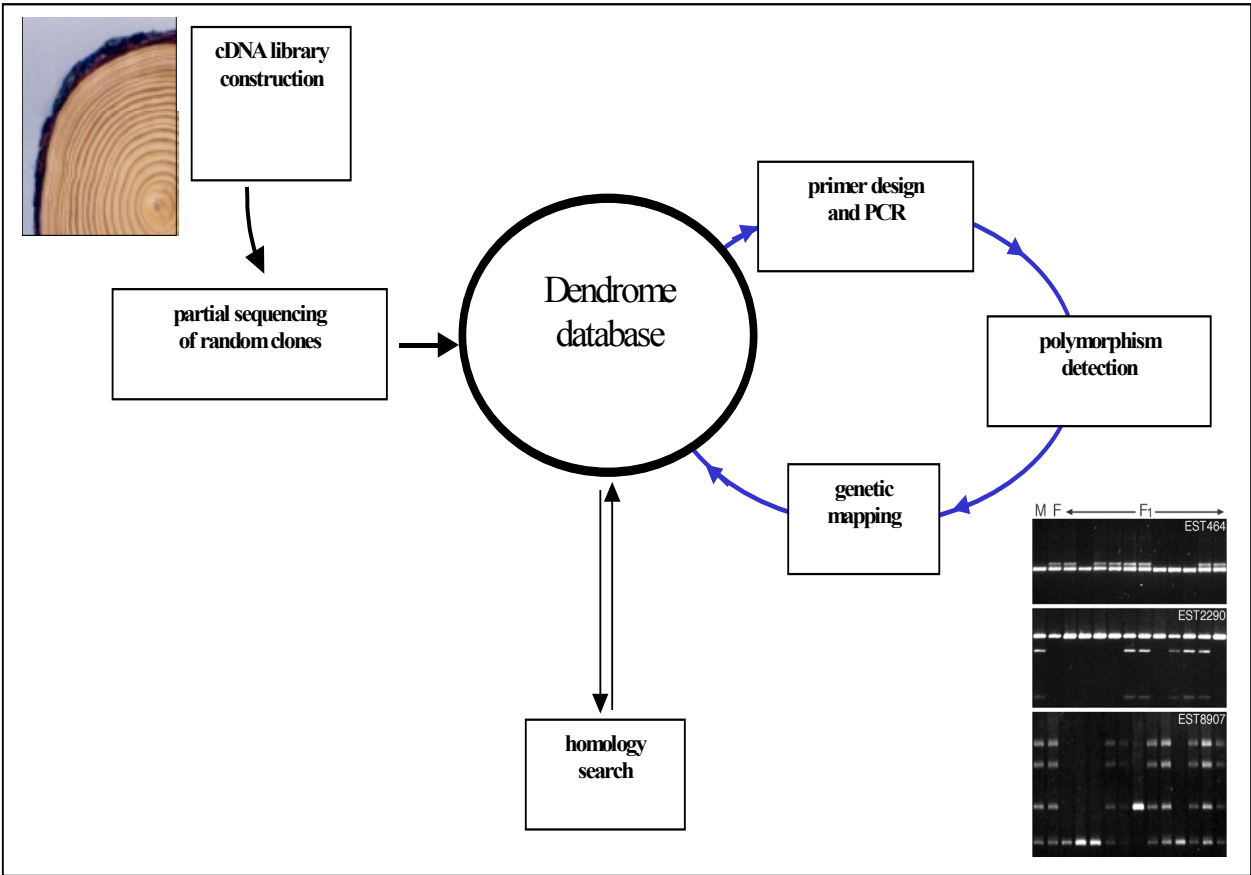 cDNA library
construction
partial sequencing
of random clones
Dendrome
database
primer design
and PCR
polymorphism
detection
genetic
mapping
homology
search
M F F1
EST464
EST2290
EST8907